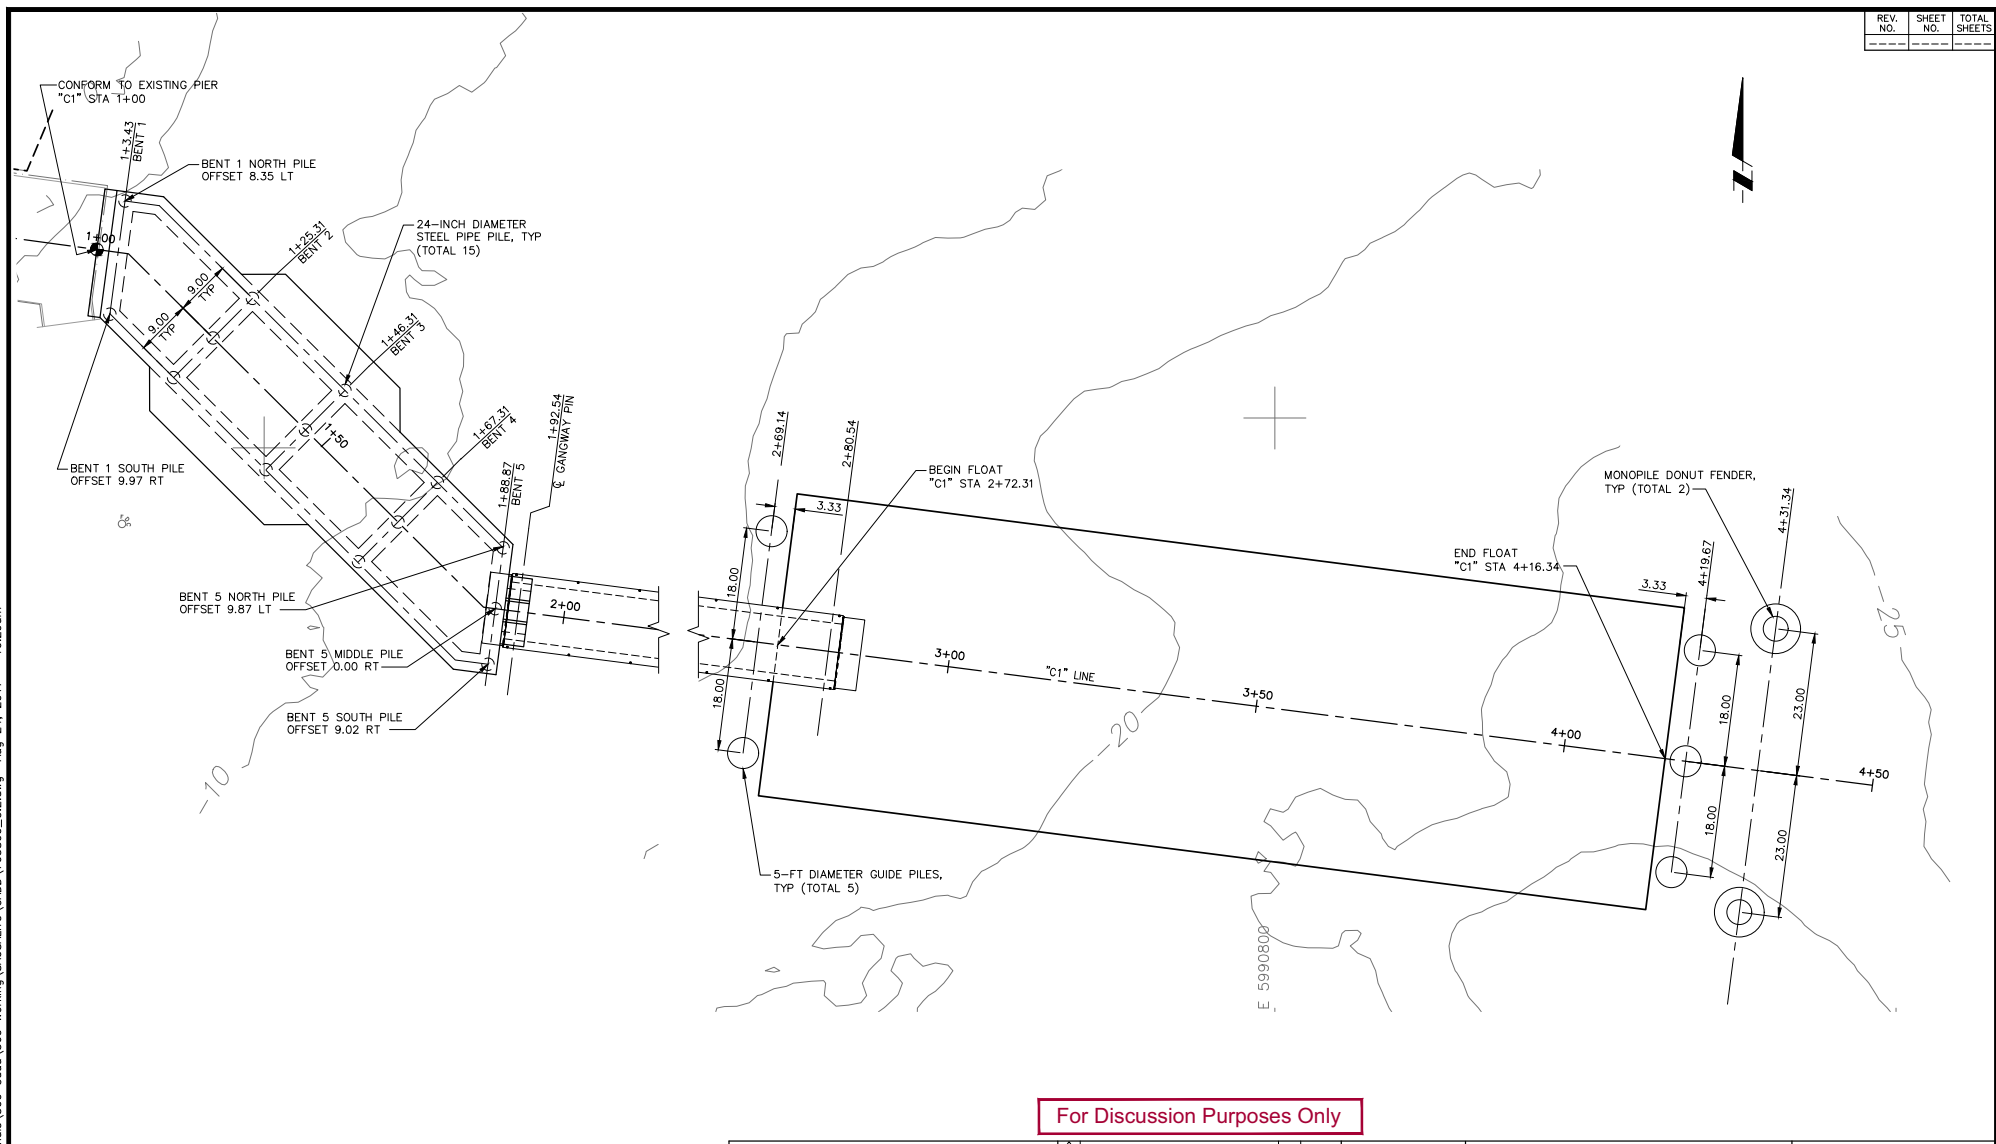 REV. NO.
SHEET NO.
TOTAL SHEETS
---- ---- ----
CONFORM TO EXISTING PIER
"C1" STA 1+00
1+3.43
BENT 1
BENT 1 NORTH PILE
OFFSET 8.35 LT
1+00
1+25.31
BENT 2
24-INCH DIAMETER
STEEL PIPE PILE, TYP
(TOTAL 15)
9.00
TYP
9.00
TYP
1+46.31
BENT 3
1+50
1+67.31
BENT 4
1+92.54
℄ GANGWAY PIN
1+88.87
BENT 5
BENT 1 SOUTH PILE
OFFSET 9.97 RT
2+69.14
2+80.54
BEGIN FLOAT
"C1" STA 2+72.31
3.33
MONOPILE DONUT FENDER,
TYP (TOTAL 2)
4+31.34
4+19.67
END FLOAT
"C1" STA 4+16.34
3.33
18.00
18.00
BENT 5 NORTH PILE
OFFSET 9.87 LT
2+00
BENT 5 MIDDLE PILE
OFFSET 0.00 RT
BENT 5 SOUTH PILE
OFFSET 9.02 RT
3+00
"C1" LINE
3+50
4+00
4+50
18.00
18.00
23.00
23.00
-10
-20
-25
5-FT DIAMETER GUIDE PILES,
TYP (TOTAL 5)
E 5990800
For Discussion Purposes Only